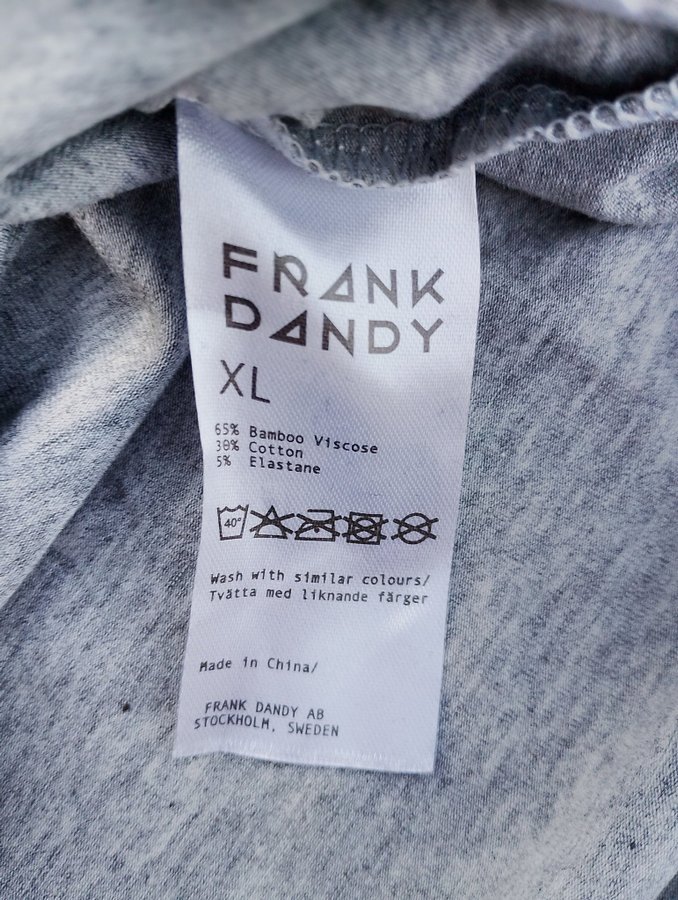 FRANK
DANDY
XL
65% Bamboo Viscose
30% Cotton
5% Elastane
40°
Wash with similar colours/
Tvätta med liknande färger
Made in China/
FRANK DANDY AB
STOCKHOLM, SWEDEN